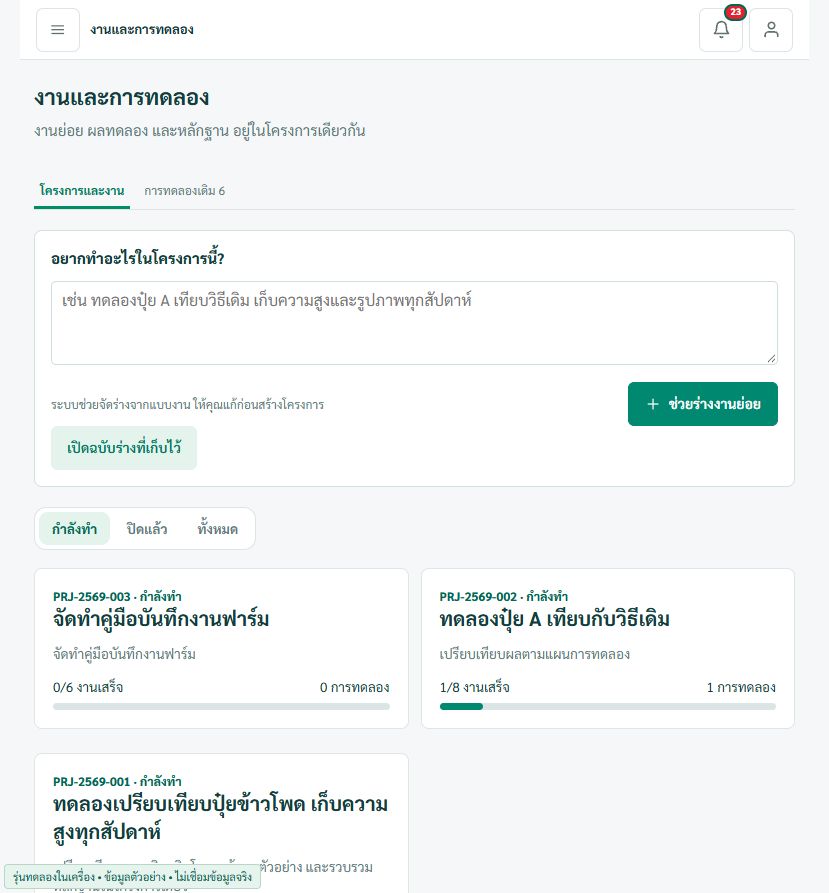 งานและการทดลอง
23
งานและการทดลอง
งานย่อย ผลทดลอง และหลักฐาน อยู่ในโครงการเดียวกัน
โครงการและงาน
การทดลองเดิม 6
อยากทำอะไรในโครงการนี้?
เช่น ทดลองปุ๋ย A เทียบวิธีเดิม เก็บความสูงและรูปภาพทุกสัปดาห์
ระบบช่วยจัดร่างจากแบบงาน ให้คุณแก้ก่อนสร้างโครงการ
+ ช่วยร่างงานย่อย
เปิดฉบับร่างที่เก็บไว้
กำลังทำ
ปิดแล้ว
ทั้งหมด
PRJ-2569-003 · กำลังทำ
จัดทำคู่มือบันทึกงานฟาร์ม
จัดทำคู่มือบันทึกงานฟาร์ม
0/6 งานเสร็จ
0 การทดลอง
PRJ-2569-002 · กำลังทำ
ทดลองปุ๋ย A เทียบกับวิธีเดิม
เปรียบเทียบผลตามแผนการทดลอง
1/8 งานเสร็จ
1 การทดลอง
PRJ-2569-001 · กำลังทำ
ทดลองเปรียบเทียบปุ๋ยข้าวโพด เก็บความ
สูงทุกสัปดาห์
ตัวอย่าง และรวบรวม
รุ่นทดลองในเครื่อง • ข้อมูลตัวอย่าง • ไม่เชื่อมข้อมูลจริง